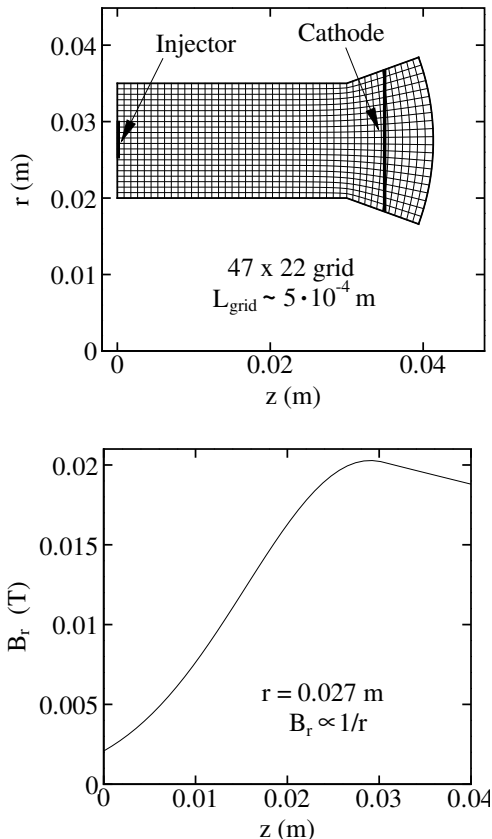 0.04
0.03
0.02
0.01
0
r (m)
Injector
Cathode
47 x 22 grid
L_grid ~ 5·10^-4 m
0 0.02 0.04
z (m)
0.02
0.015
0.01
0.005
0
B_r (T)
r = 0.027 m
B_r ∝ 1/r
0 0.01 0.02 0.03 0.04
z (m)